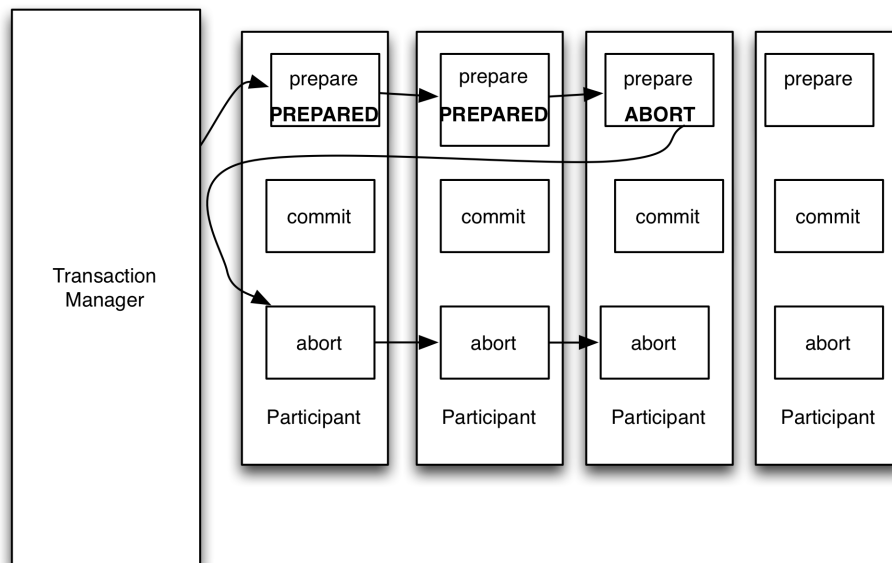 Transaction
Manager
prepare
PREPARED
commit
abort
Participant
prepare
PREPARED
commit
abort
Participant
prepare
ABORT
commit
abort
Participant
prepare
commit
abort
Participant